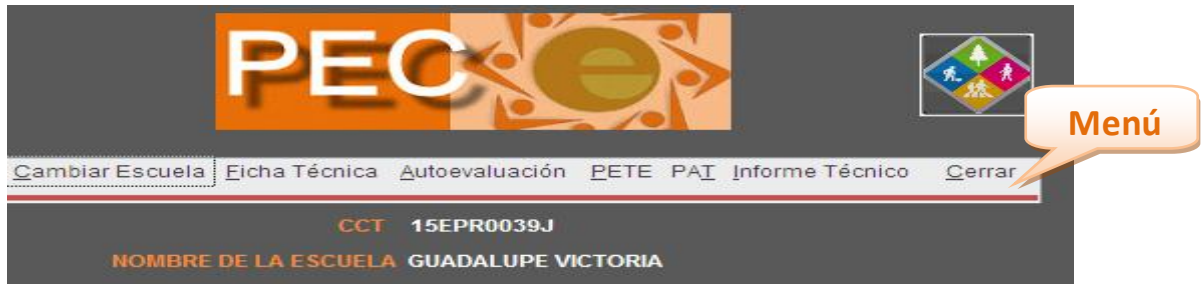 PEC e
Menú
Cambiar Escuela Ficha Técnica Autoevaluación PETE PAT Informe Técnico Cerrar
CCT 15EPR0039J
NOMBRE DE LA ESCUELA GUADALUPE VICTORIA